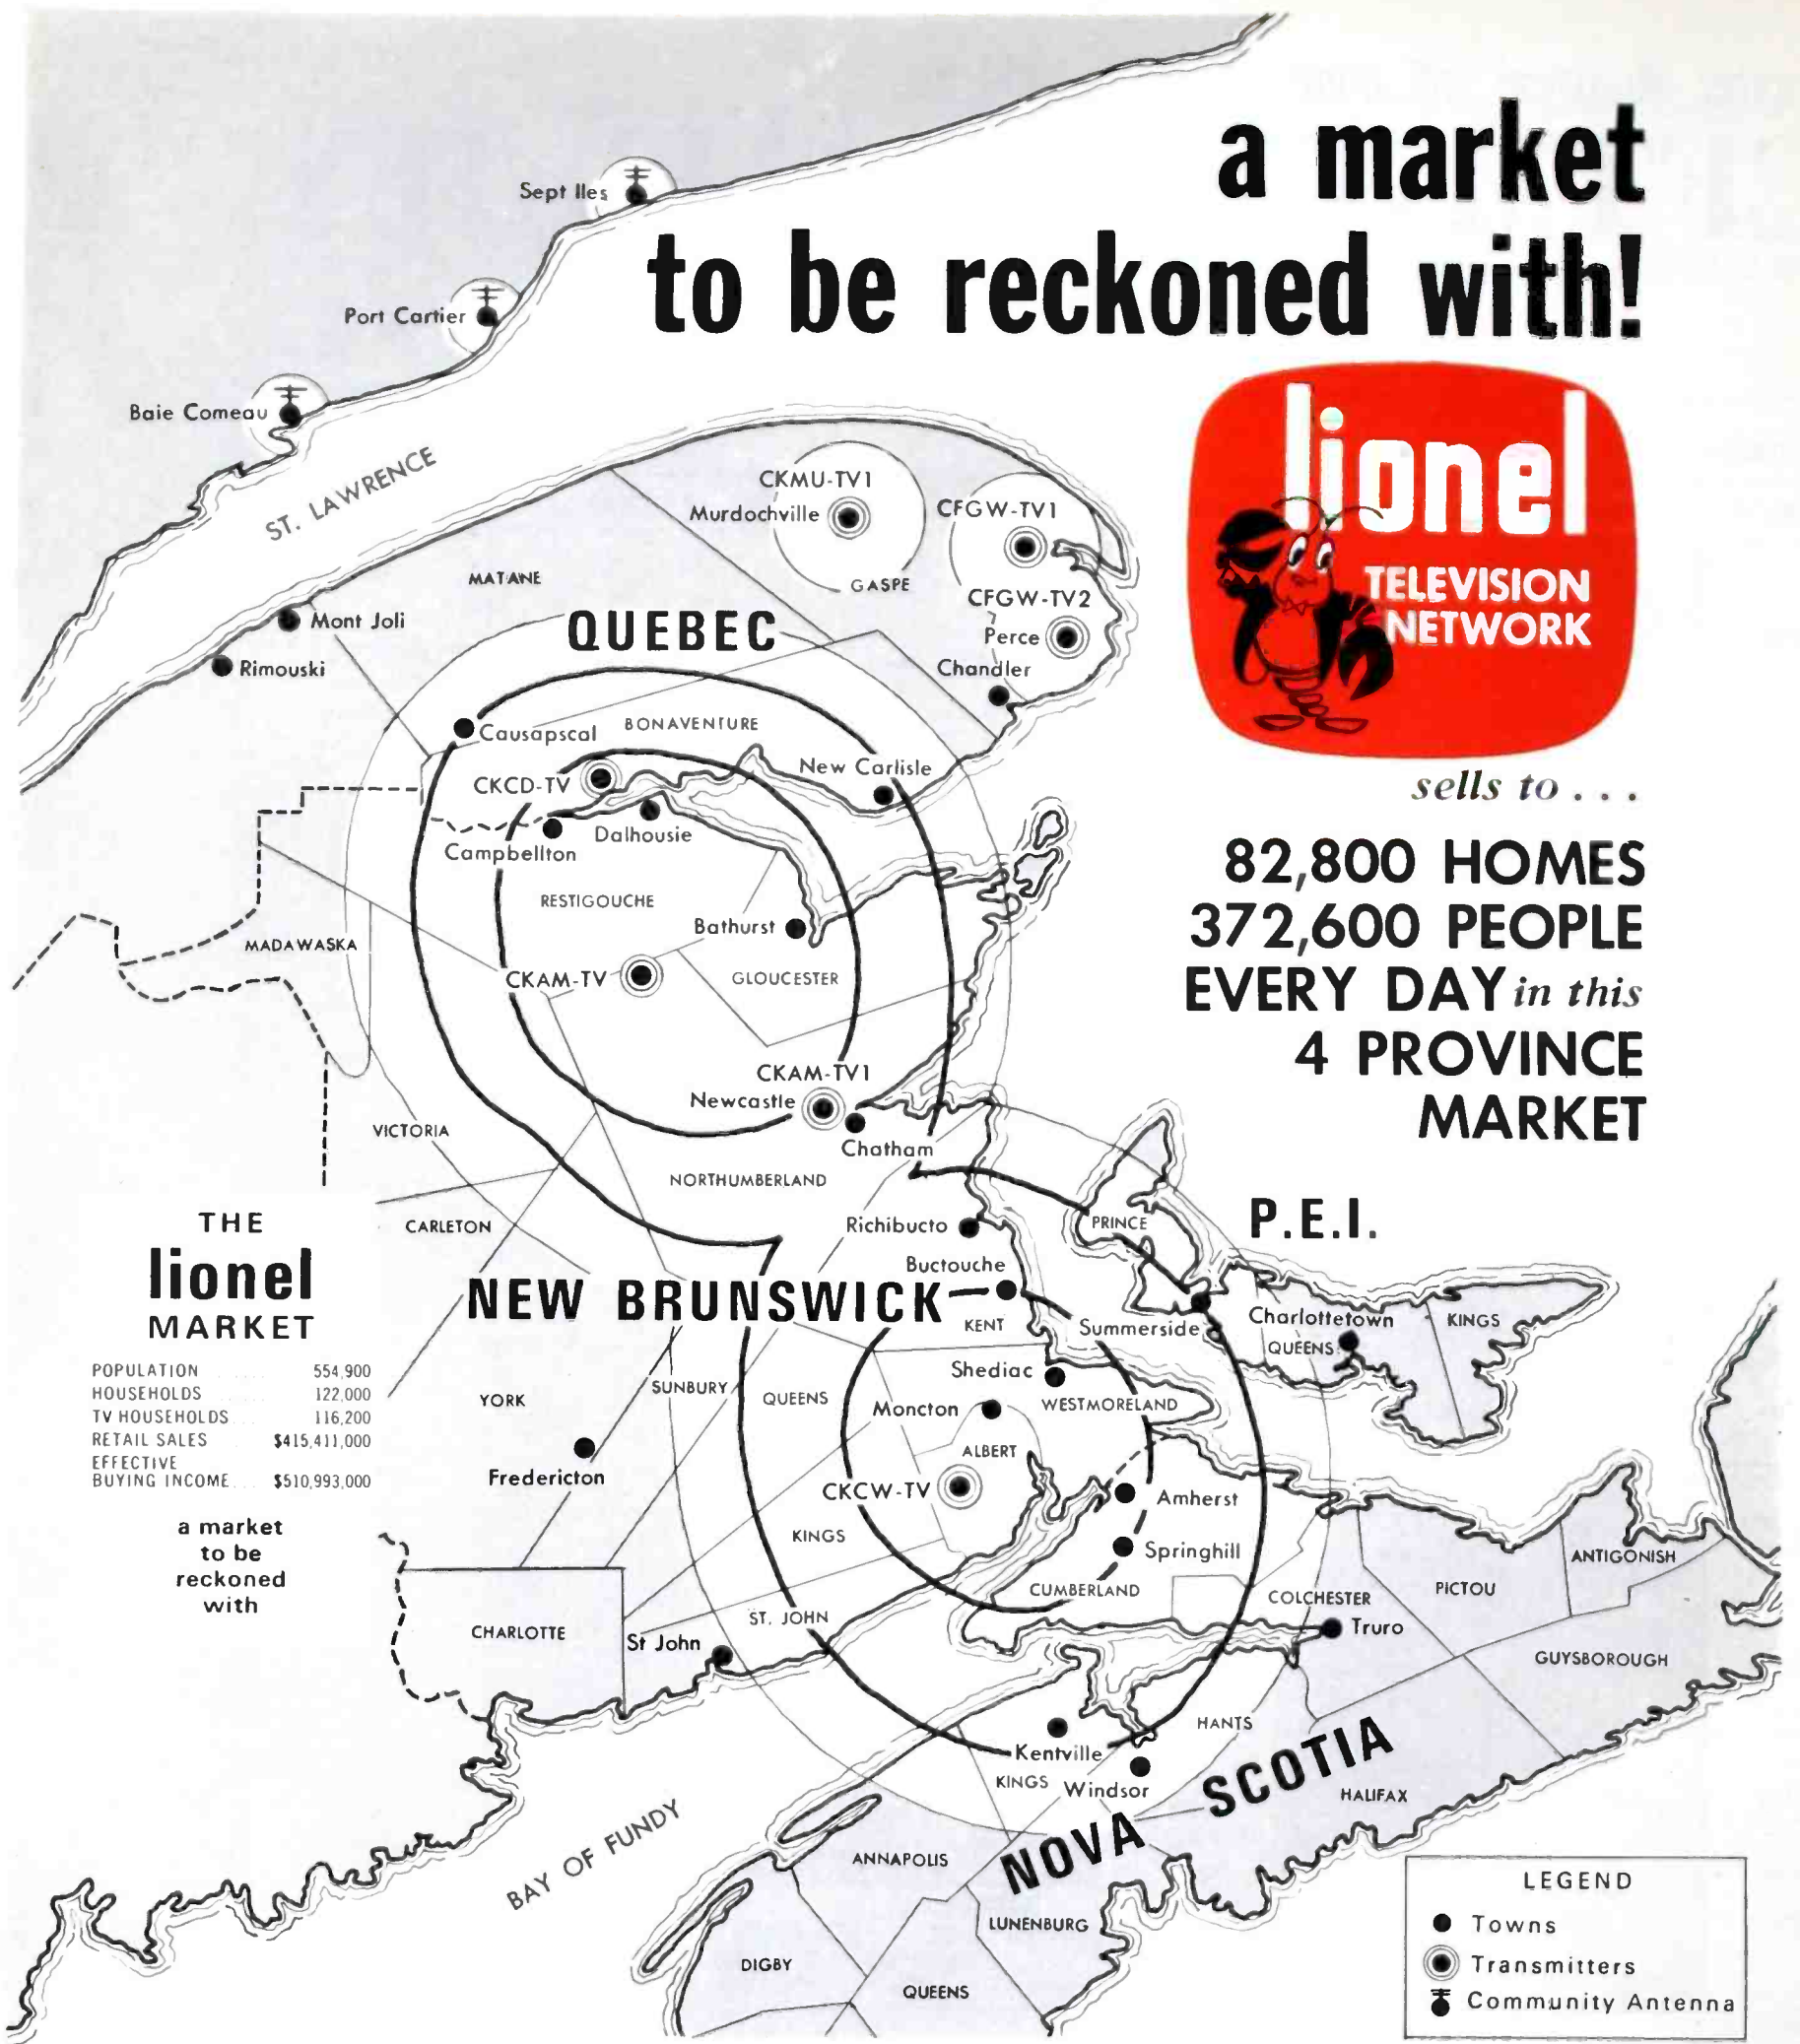 a market
to be reckoned with!
lionel
TELEVISION
NETWORK
sells to . . .
82,800 HOMES
372,600 PEOPLE
EVERY DAY in this
4 PROVINCE
MARKET
Sept Iles
Port Cartier
Baie Comeau
ST. LAWRENCE
CKMU-TV1
Murdochville
CFGW-TV1
GASPE
CFGW-TV2
Perce
Chandler
MATANE
QUEBEC
Mont Joli
Rimouski
Causapscal
BONAVENTURE
New Carlisle
CKCD-TV
Dalhousie
Campbellton
RESTIGOUCHE
Bathurst
MADAWASKA
CKAM-TV
GLOUCESTER
CKAM-TV1
Newcastle
Chatham
VICTORIA
NORTHUMBERLAND
CARLETON
Richibucto
PRINCE
P.E.I.
Buctouche
NEW BRUNSWICK
KENT
Summerside
Charlottetown
KINGS
QUEENS
Shediac
SUNBURY
QUEENS
YORK
Moncton
WESTMORELAND
ALBERT
Fredericton
CKCW-TV
Amherst
KINGS
Springhill
ANTIGONISH
CUMBERLAND
COLCHESTER
PICTOU
CHARLOTTE
ST. JOHN
St John
Truro
GUYSBOROUGH
HANTS
Kentville
KINGS
Windsor
NOVA SCOTIA
HALIFAX
BAY OF FUNDY
ANNAPOLIS
LUNENBURG
DIGBY
QUEENS
THE
lionel
MARKET
POPULATION 554,900
HOUSEHOLDS 122,000
TV HOUSEHOLDS 116,200
RETAIL SALES $415,411,000
EFFECTIVE
BUYING INCOME $510,993,000
a market
to be
reckoned
with
LEGEND
Towns
Transmitters
Community Antenna